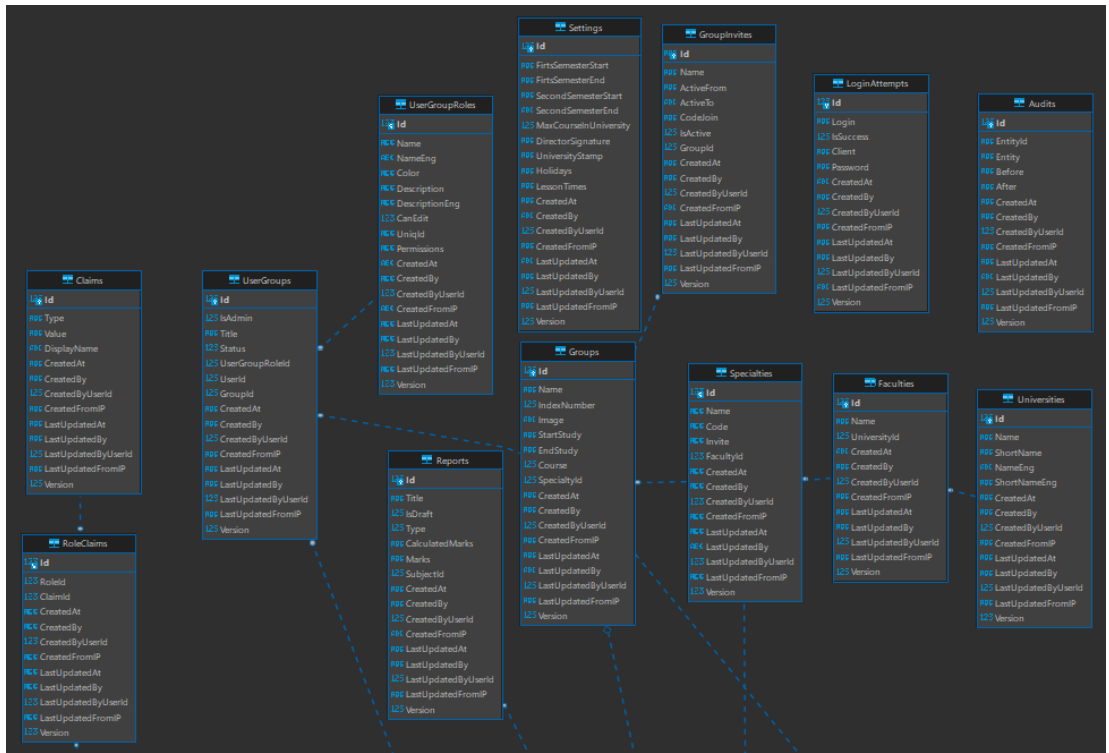 Settings
Id
FirtsSemesterStart
FirtsSemesterEnd
SecondSemesterStart
SecondSemesterEnd
MaxCourseInUniversity
DirectorSignature
UniversityStamp
Holidays
LessonTimes
CreatedAt
CreatedBy
CreatedByUserId
CreatedFromIP
LastUpdatedAt
LastUpdatedBy
LastUpdatedByUserId
LastUpdatedFromIP
Version
GroupInvites
Id
Name
ActiveFrom
ActiveTo
CodeJoin
IsActive
GroupId
CreatedAt
CreatedBy
CreatedByUserId
CreatedFromIP
LastUpdatedAt
LastUpdatedBy
LastUpdatedByUserId
LastUpdatedFromIP
Version
LoginAttempts
Id
Login
IsSuccess
Client
Password
CreatedAt
CreatedBy
CreatedByUserId
CreatedFromIP
LastUpdatedAt
LastUpdatedBy
LastUpdatedByUserId
LastUpdatedFromIP
Version
Audits
Id
EntityId
Entity
Before
After
CreatedAt
CreatedBy
CreatedByUserId
CreatedFromIP
LastUpdatedAt
LastUpdatedBy
LastUpdatedByUserId
LastUpdatedFromIP
Version
UserGroupRoles
Id
Name
NameEng
Color
Description
DescriptionEng
CanEdit
UniqId
Permissions
CreatedAt
CreatedBy
CreatedByUserId
CreatedFromIP
LastUpdatedAt
LastUpdatedBy
LastUpdatedByUserId
LastUpdatedFromIP
Version
Claims
Id
Type
Value
DisplayName
CreatedAt
CreatedBy
CreatedByUserId
CreatedFromIP
LastUpdatedAt
LastUpdatedBy
LastUpdatedByUserId
LastUpdatedFromIP
Version
UserGroups
Id
IsAdmin
Title
Status
UserGroupRoleId
UserId
GroupId
CreatedAt
CreatedBy
CreatedByUserId
CreatedFromIP
LastUpdatedAt
LastUpdatedBy
LastUpdatedByUserId
LastUpdatedFromIP
Version
Groups
Id
Name
IndexNumber
Image
StartStudy
EndStudy
Course
SpecialtyId
CreatedAt
CreatedBy
CreatedByUserId
CreatedFromIP
LastUpdatedAt
LastUpdatedBy
LastUpdatedByUserId
LastUpdatedFromIP
Version
Specialties
Id
Name
Code
Invite
FacultyId
CreatedAt
CreatedBy
CreatedByUserId
CreatedFromIP
LastUpdatedAt
LastUpdatedBy
LastUpdatedByUserId
LastUpdatedFromIP
Version
Faculties
Id
Name
UniversityId
CreatedAt
CreatedBy
CreatedByUserId
CreatedFromIP
LastUpdatedAt
LastUpdatedBy
LastUpdatedByUserId
LastUpdatedFromIP
Version
Universities
Id
Name
ShortName
NameEng
ShortNameEng
CreatedAt
CreatedBy
CreatedByUserId
CreatedFromIP
LastUpdatedAt
LastUpdatedBy
LastUpdatedByUserId
LastUpdatedFromIP
Version
Reports
Id
Title
IsDraft
Type
CalculatedMarks
Marks
SubjectId
CreatedAt
CreatedBy
CreatedByUserId
CreatedFromIP
LastUpdatedAt
LastUpdatedBy
LastUpdatedByUserId
LastUpdatedFromIP
Version
RoleClaims
Id
RoleId
ClaimId
CreatedAt
CreatedBy
CreatedByUserId
CreatedFromIP
LastUpdatedAt
LastUpdatedBy
LastUpdatedByUserId
LastUpdatedFromIP
Version